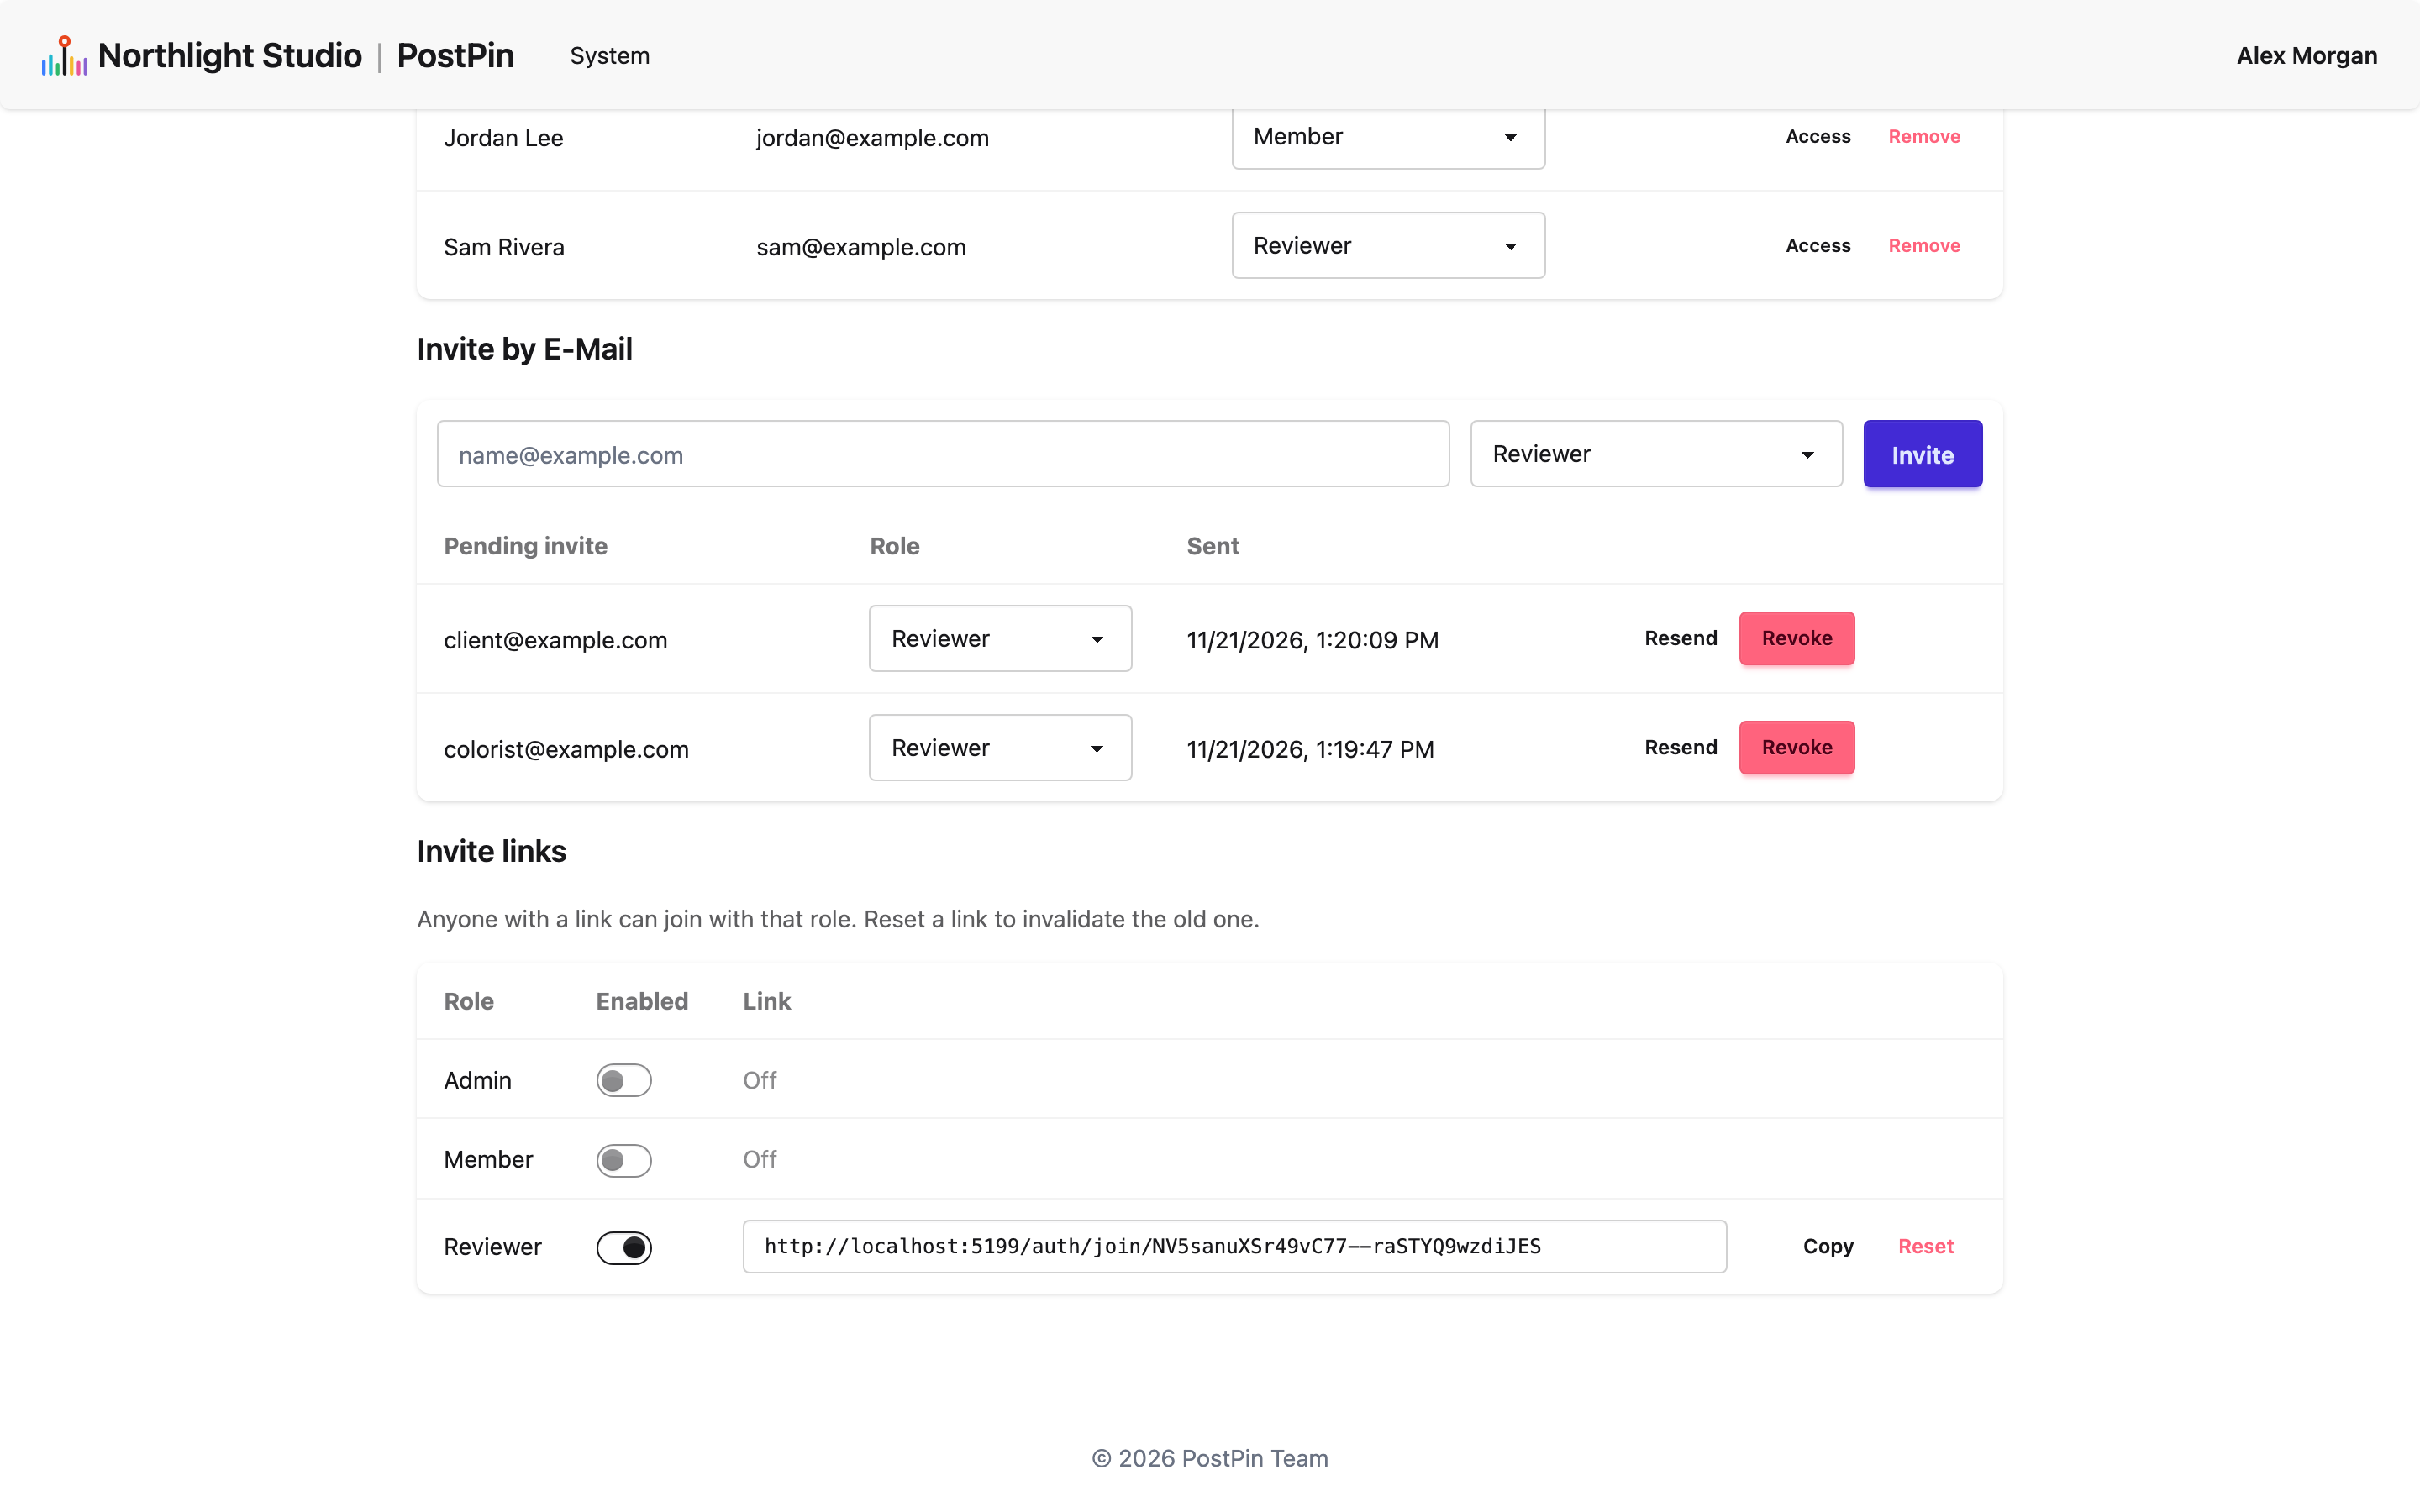 Northlight Studio | PostPin System Alex Morgan
Jordan Lee jordan@example.com Member Access Remove
Sam Rivera sam@example.com Reviewer Access Remove
Invite by E-Mail
name@example.com Reviewer Invite
Pending invite Role Sent
client@example.com Reviewer 11/21/2026, 1:20:09 PM Resend Revoke
colorist@example.com Reviewer 11/21/2026, 1:19:47 PM Resend Revoke
Invite links
Anyone with a link can join with that role. Reset a link to invalidate the old one.
Role Enabled Link
Admin Off
Member Off
Reviewer http://localhost:5199/auth/join/NV5sanuXSr49vC77--raSTYQ9wzdiJES Copy Reset
© 2026 PostPin Team